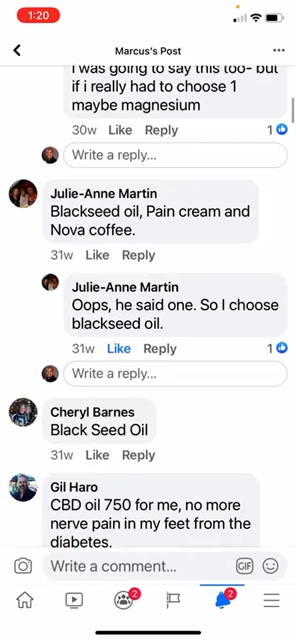 1:20
Marcus's Post
I was going to say this too- but
if i really had to choose 1
maybe magnesium
30w Like Reply 1
Write a reply...
Julie-Anne Martin
Blackseed oil, Pain cream and
Nova coffee.
31w Like Reply
Julie-Anne Martin
Oops, he said one. So I choose
blackseed oil.
31w Like Reply 1
Write a reply...
Cheryl Barnes
Black Seed Oil
31w Like Reply
Gil Haro
CBD oil 750 for me, no more
nerve pain in my feet from the
diabetes.
Write a comment...
GIF
2
2